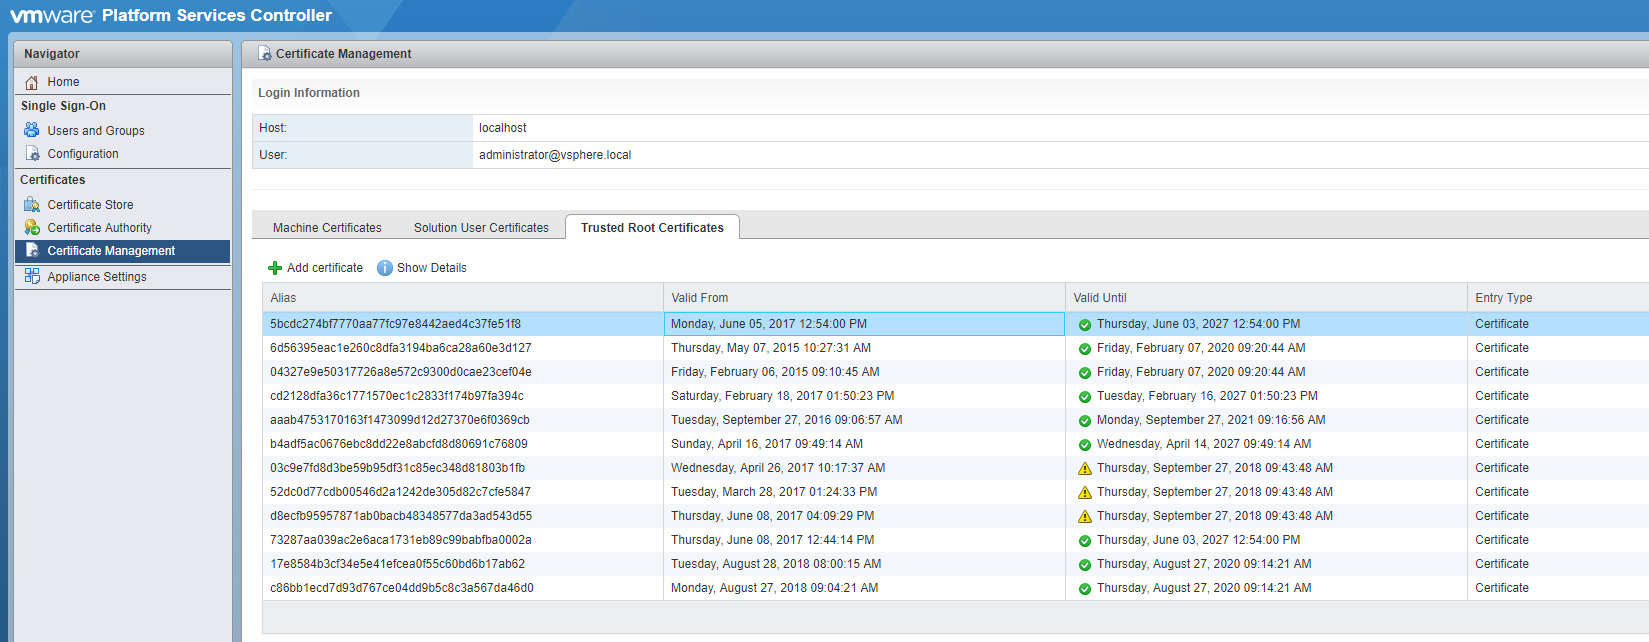 vmware® Platform Services Controller
Navigator
Home
Single Sign-On
Users and Groups
Configuration
Certificates
Certificate Store
Certificate Authority
Certificate Management
Appliance Settings
Certificate Management
Login Information
Host: localhost
User: administrator@vsphere.local
Machine Certificates Solution User Certificates Trusted Root Certificates
Add certificate Show Details
Alias Valid From Valid Until Entry Type
5bcdc274bf7770aa77fc97e8442aed4c37fe51f8 Monday, June 05, 2017 12:54:00 PM Thursday, June 03, 2027 12:54:00 PM Certificate
6d56395eac1e260c8dfa3194ba6ca28a60e3d127 Thursday, May 07, 2015 10:27:31 AM Friday, February 07, 2020 09:20:44 AM Certificate
04327e9e50317726a8e572c9300d0cae23cef04e Friday, February 06, 2015 09:10:45 AM Friday, February 07, 2020 09:20:44 AM Certificate
cd2128dfa36c1771570ec1c2833f174b97fa394c Saturday, February 18, 2017 01:50:23 PM Tuesday, February 16, 2027 01:50:23 PM Certificate
aaab4753170163f1473099d12d27370e6f0369cb Tuesday, September 27, 2016 09:06:57 AM Monday, September 27, 2021 09:16:56 AM Certificate
b4adf5ac0676ebc8dd22e8abcfd8d80691c76809 Sunday, April 16, 2017 09:49:14 AM Wednesday, April 14, 2027 09:49:14 AM Certificate
03c9e7fd8d3be59b95df31c85ec348d81803b1fb Wednesday, April 26, 2017 10:17:37 AM Thursday, September 27, 2018 09:43:48 AM Certificate
52dc0d77cdb00546d2a1242de305d82c7cfe5847 Tuesday, March 28, 2017 01:24:33 PM Thursday, September 27, 2018 09:43:48 AM Certificate
d8ecfb95957871ab0bacb48348577da3ad543d55 Thursday, June 08, 2017 04:09:29 PM Thursday, September 27, 2018 09:43:48 AM Certificate
73287aa039ac2e6aca1731eb89c99babfba0002a Thursday, June 08, 2017 12:44:14 PM Thursday, June 03, 2027 12:54:00 PM Certificate
17e8584b3cf34e5e41efcea0f55c60bd6b17ab62 Tuesday, August 28, 2018 08:00:15 AM Thursday, August 27, 2020 09:14:21 AM Certificate
c86bb1ecd7d93d767ce04dd9b5c8c3a567da46d0 Monday, August 27, 2018 09:04:21 AM Thursday, August 27, 2020 09:14:21 AM Certificate